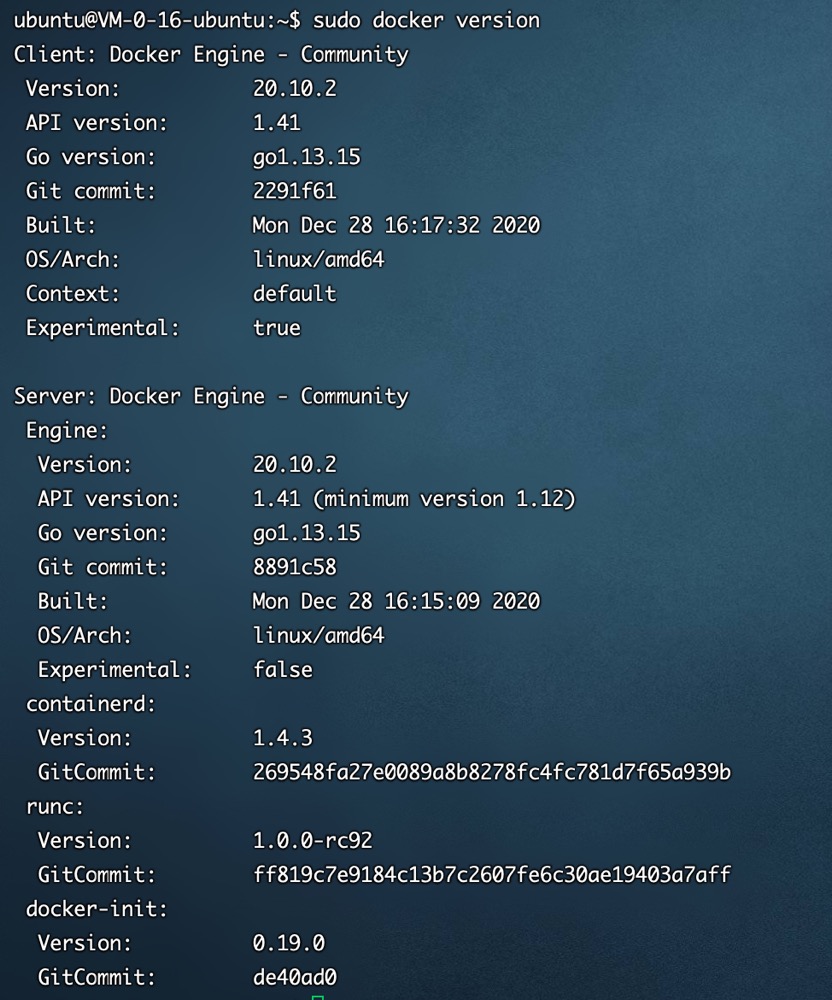 ubuntu@VM-0-16-ubuntu:~$ sudo docker version
Client: Docker Engine - Community
 Version:           20.10.2
 API version:       1.41
 Go version:        go1.13.15
 Git commit:        2291f61
 Built:             Mon Dec 28 16:17:32 2020
 OS/Arch:           linux/amd64
 Context:           default
 Experimental:      true

Server: Docker Engine - Community
 Engine:
  Version:          20.10.2
  API version:      1.41 (minimum version 1.12)
  Go version:       go1.13.15
  Git commit:       8891c58
  Built:            Mon Dec 28 16:15:09 2020
  OS/Arch:          linux/amd64
  Experimental:     false
 containerd:
  Version:          1.4.3
  GitCommit:        269548fa27e0089a8b8278fc4fc781d7f65a939b
 runc:
  Version:          1.0.0-rc92
  GitCommit:        ff819c7e9184c13b7c2607fe6c30ae19403a7aff
 docker-init:
  Version:          0.19.0
  GitCommit:        de40ad0